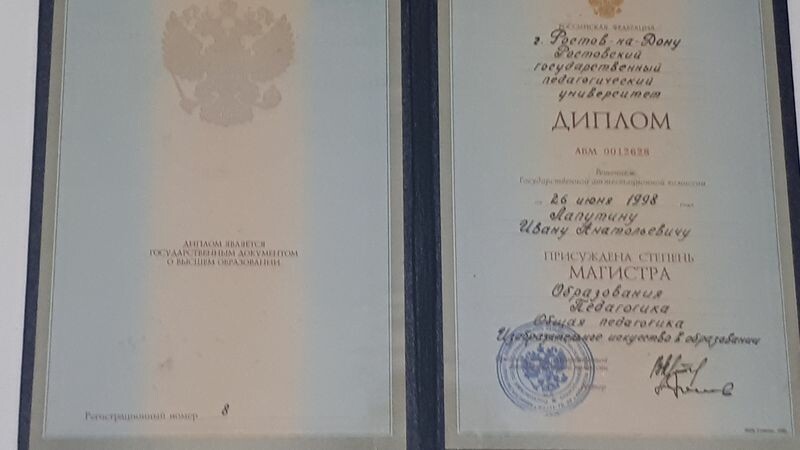 ДИПЛОМ ЯВЛЯЕТСЯ
ГОСУДАРСТВЕННЫМ ДОКУМЕНТОМ
О ВЫСШЕМ ОБРАЗОВАНИИ
Регистрационный номер 8
РОССИЙСКАЯ ФЕДЕРАЦИЯ
г. Ростов-на-Дону
Ростовский
государственный
педагогический
университет
ДИПЛОМ
АВМ 0012628
Решением
Государственной аттестационной комиссии
от 26 июня 1998 года
Лапутину
Ивану Анатольевичу
ПРИСУЖДЕНА СТЕПЕНЬ
МАГИСТРА
Образования
Педагогика
Общая педагогика
Изобразительное искусство в образовании